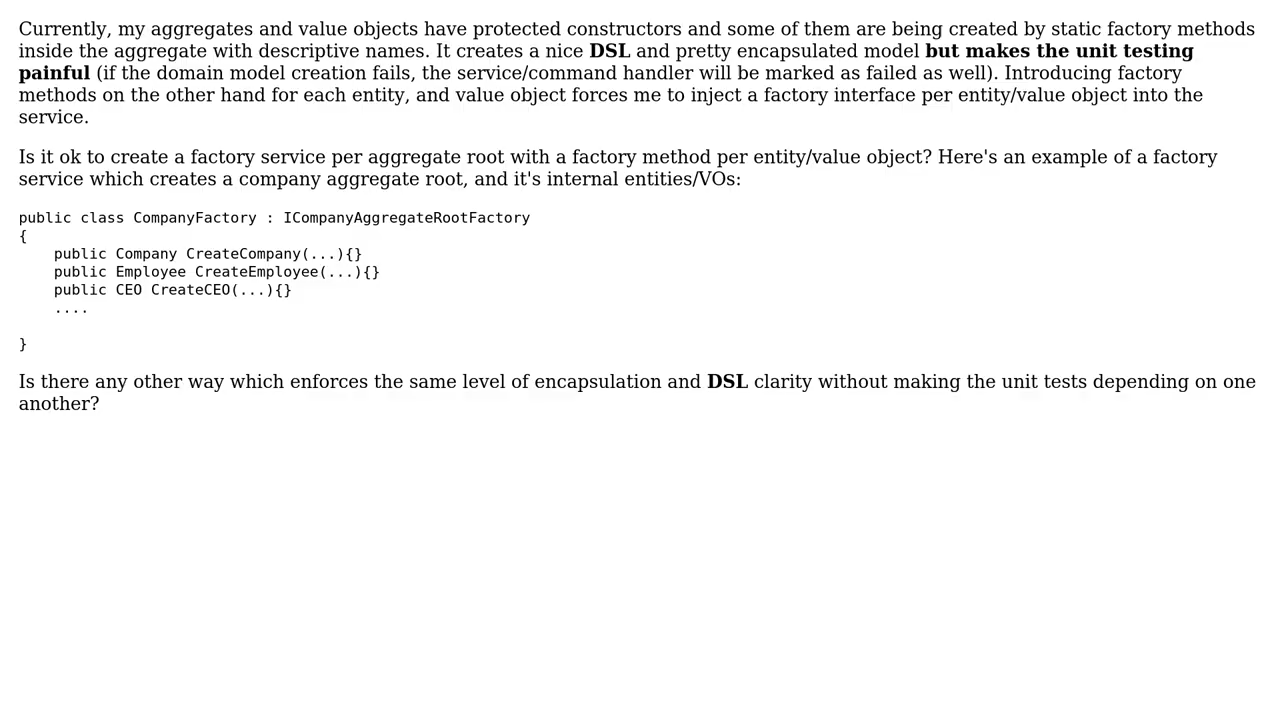 Currently, my aggregates and value objects have protected constructors and some of them are being created by static factory methods
inside the aggregate with descriptive names. It creates a nice DSL and pretty encapsulated model but makes the unit testing
painful (if the domain model creation fails, the service/command handler will be marked as failed as well). Introducing factory
methods on the other hand for each entity, and value object forces me to inject a factory interface per entity/value object into the
service.
Is it ok to create a factory service per aggregate root with a factory method per entity/value object? Here's an example of a factory
service which creates a company aggregate root, and it's internal entities/VOs:
public class CompanyFactory : ICompanyAggregateRootFactory
{
    public Company CreateCompany(...){}
    public Employee CreateEmployee(...){}
    public CEO CreateCEO(...){}
    ....
}
Is there any other way which enforces the same level of encapsulation and DSL clarity without making the unit tests depending on one
another?